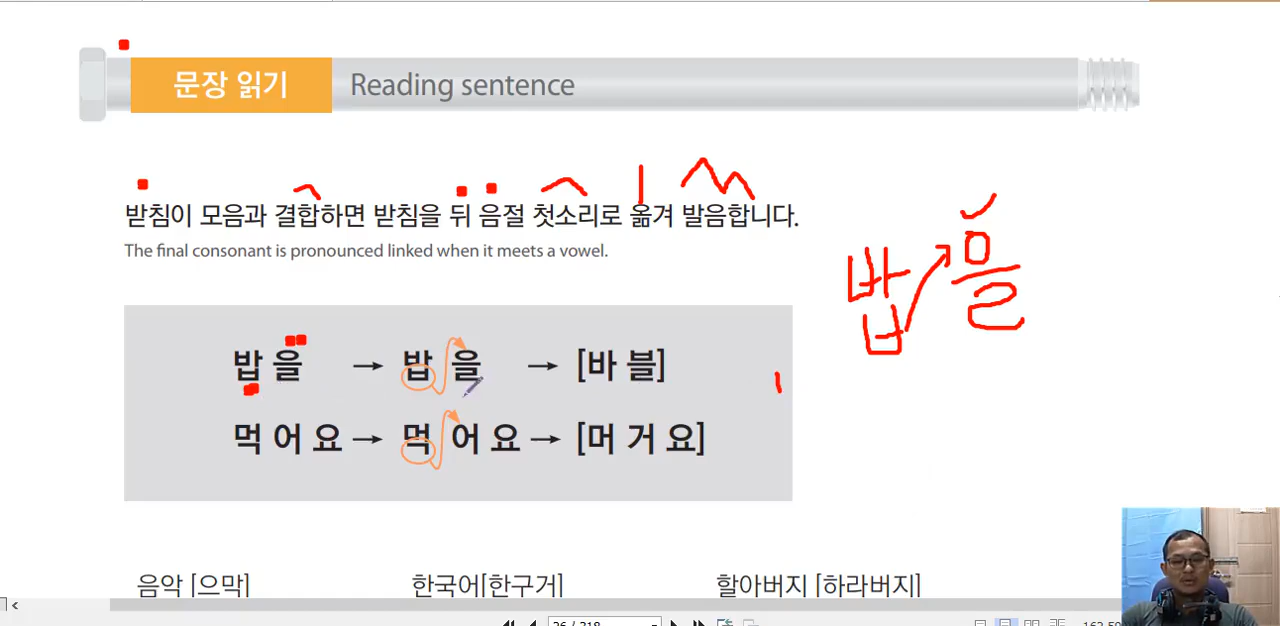 문장 읽기 Reading sentence
받침이 모음과 결합하면 받침을 뒤 음절 첫소리로 옮겨 발음합니다.
The final consonant is pronounced linked when it meets a vowel.
밥 을
밥 을 → 밥 을 → [바 블]
먹 어 요 → 먹 어 요 → [머 거 요]
음악 [으막] 한국어[한구거] 할아버지 [하라버지]
26 / 218